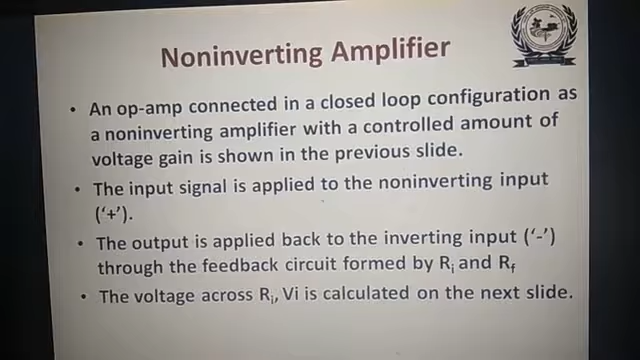 Noninverting Amplifier
• An op-amp connected in a closed loop configuration as
a noninverting amplifier with a controlled amount of
voltage gain is shown in the previous slide.
• The input signal is applied to the noninverting input
('+').
• The output is applied back to the inverting input ('-')
through the feedback circuit formed by Ri and Rf
• The voltage across Ri, Vi is calculated on the next slide.